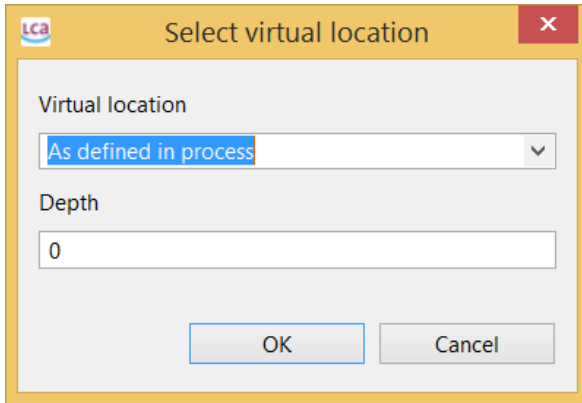 LCa
Select virtual location
Virtual location
As defined in process
Depth
0
OK
Cancel